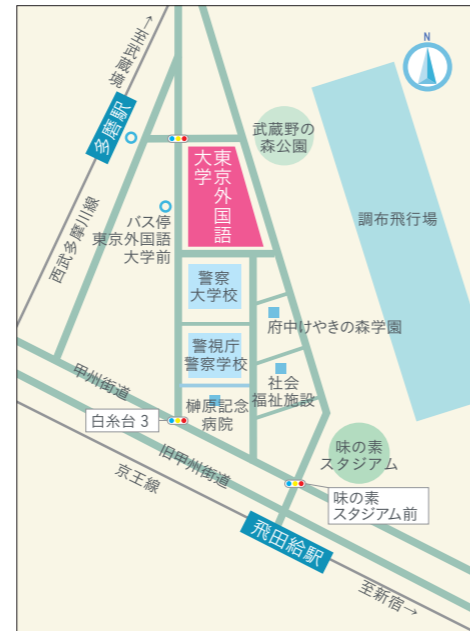 ←至武蔵境
N
多磨駅
武蔵野の
森公園
東京外国語
大学
調布飛行場
バス停
東京外国語
大学前
西武多摩川線
警察
大学校
府中けやきの森学園
警視庁
警察学校
社会
福祉施設
甲州街道
榊原記念
病院
白糸台 3
味の素
スタジアム
旧甲州街道
京王線
味の素
スタジアム前
飛田給駅
至新宿→